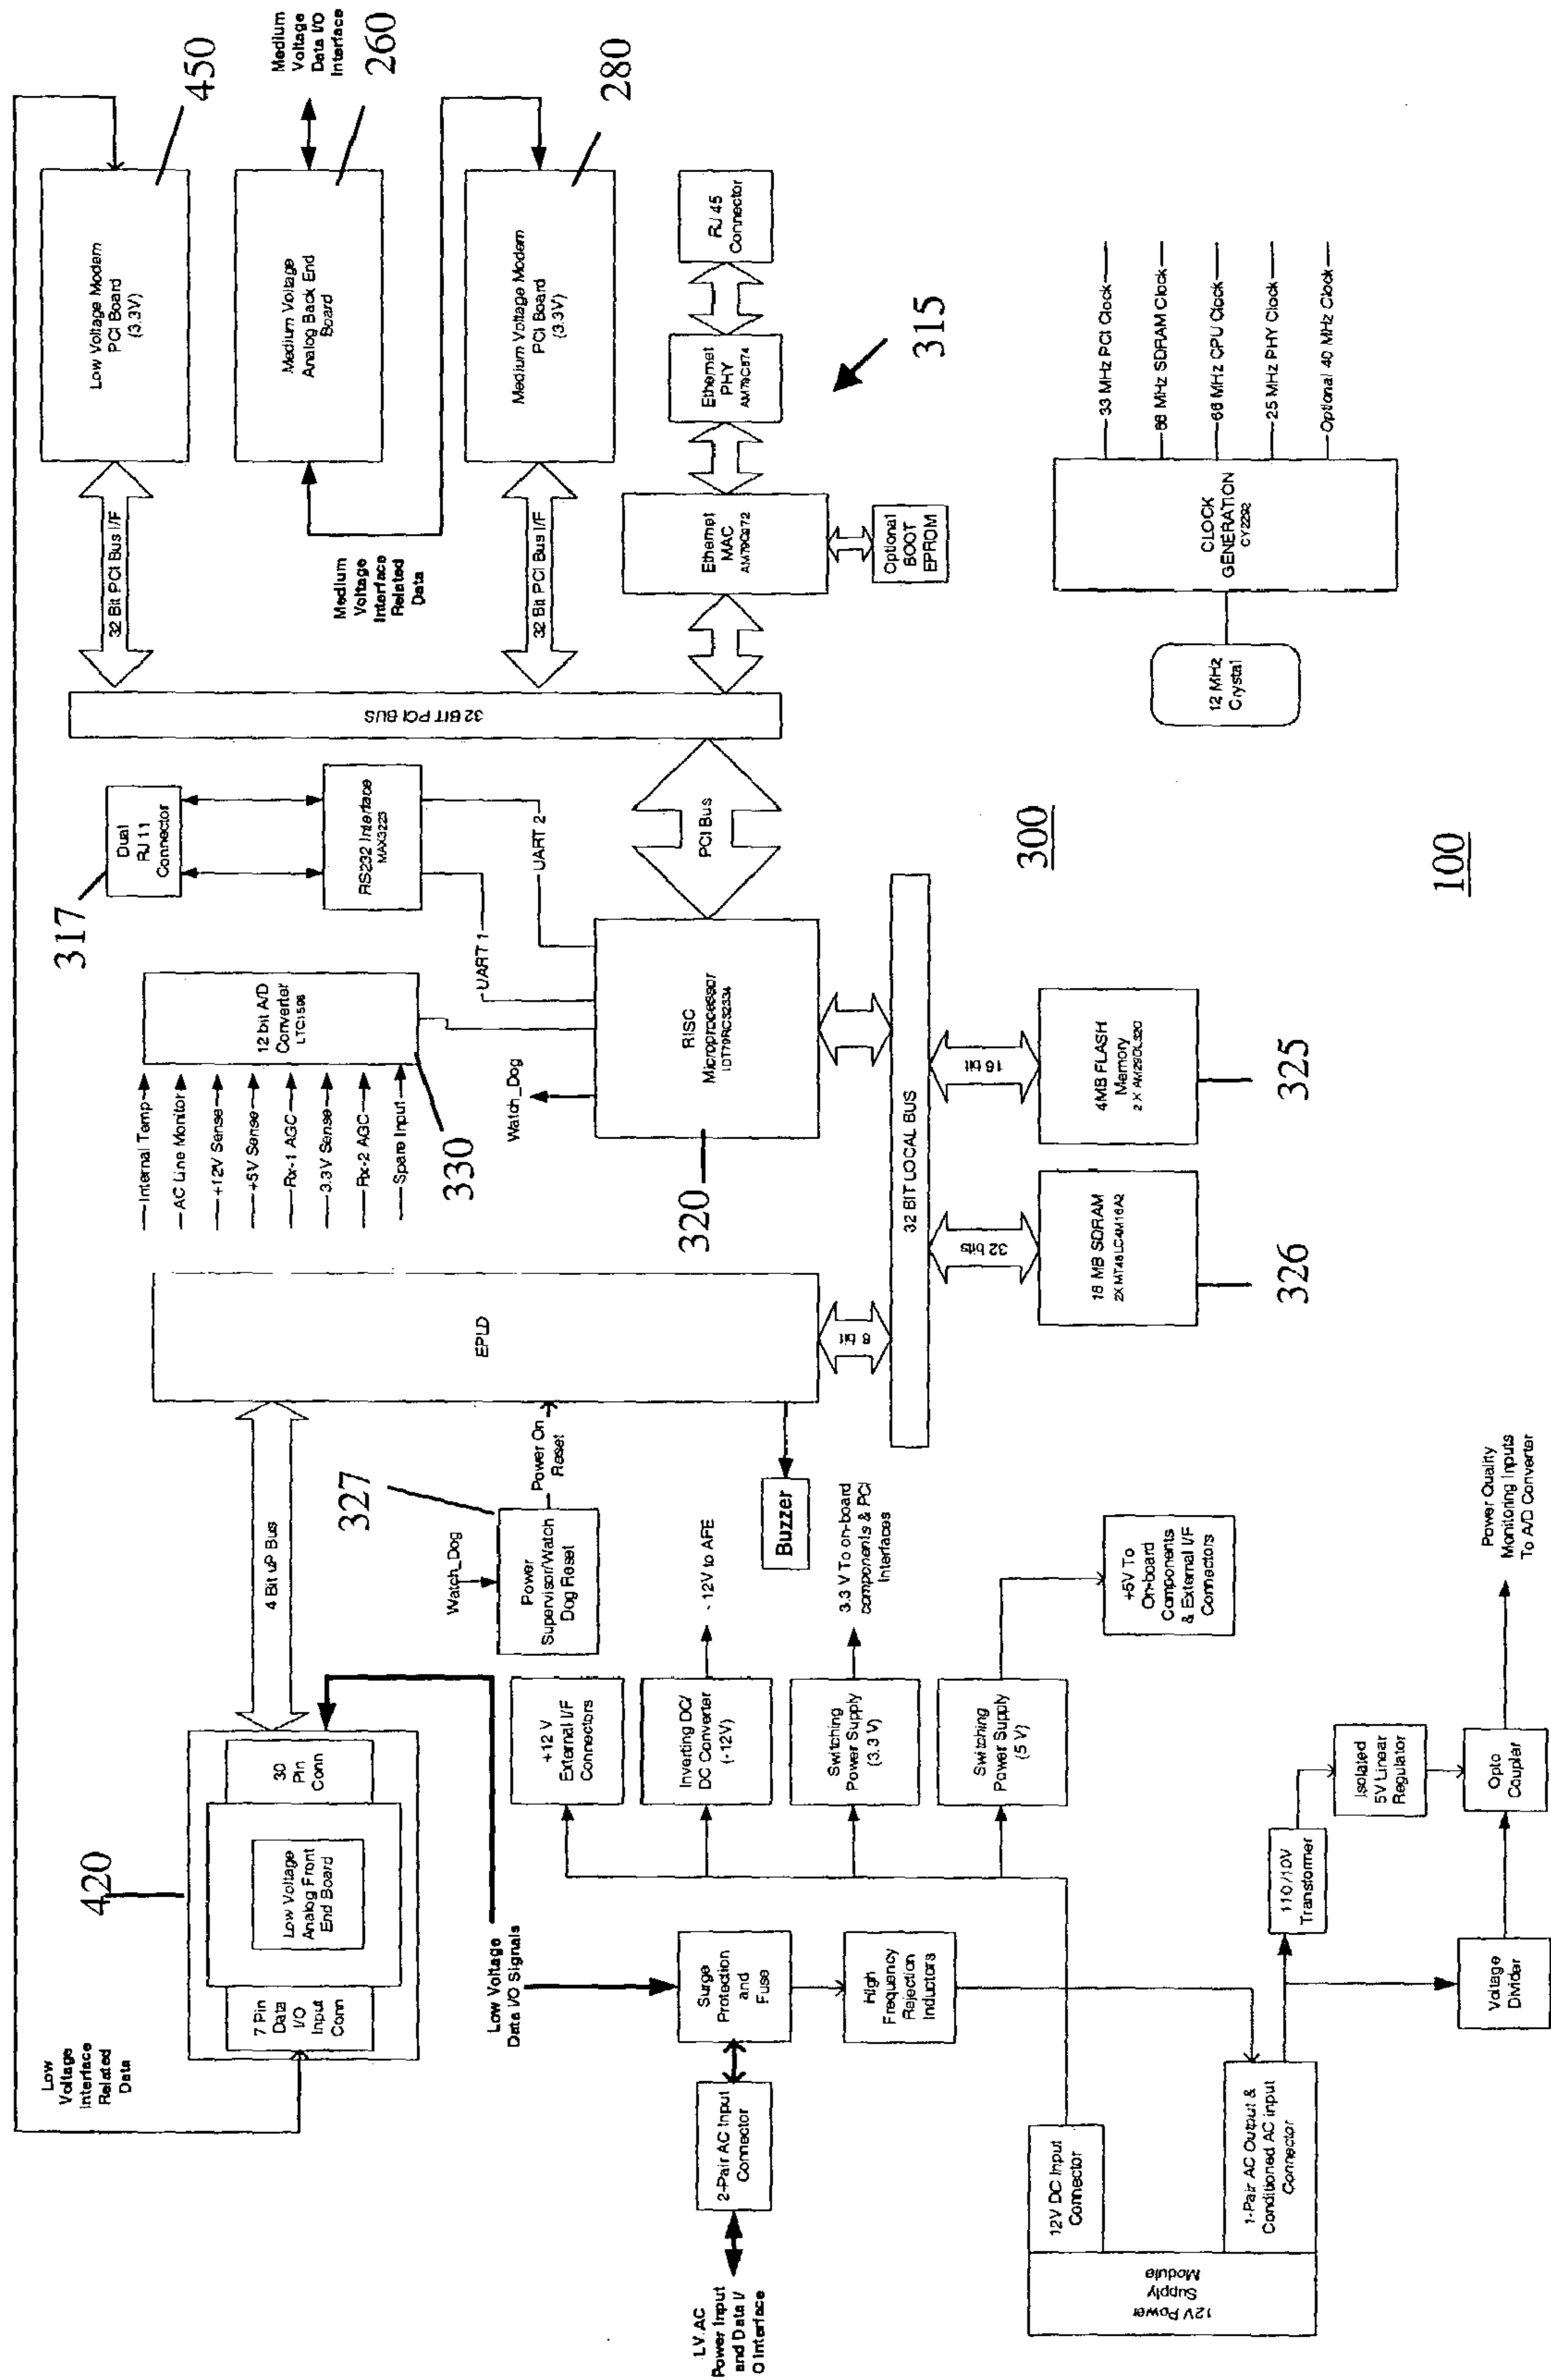 Low
Voltage
Interface
Related
Data
7 Pin
Data
I/O
Input
Conn
Low Voltage
Analog Front
End Board
30
Pin
Conn
420
4 Bit uP Bus
EPLD
Internal Temp
AC Line Monitor
+12V Sense
+5V Sense
Rx-1 AGC
3.3V Sense
Rx-2 AGC
Spare Input
12 bit A/D
Converter
330
317
Dual
RJ 11
Connector
RS232 Interface
MAX3223
UART 1
UART 2
32 BIT PCI BUS
32 Bit PCI Bus I/F
Low Voltage Modem
PCI Board
(3.3V)
450
Medium Voltage
Analog Back End
Board
260
Medium
Voltage
Data I/O
Interface
Medium
Voltage
Interface
Related
Data
32 Bit PCI Bus I/F
Medium Voltage Modem
PCI Board
(3.3V)
280
Ethernet
MAC
Ethernet
PHY
RJ 45
Connector
Optional
BOOT
EPROM
315
LV AC
Power Input
and Data I/
O Interface
2-Pair AC Input
Connector
Low Voltage
Data I/O Signals
Surge
Protection
and
Fuse
High
Frequency
Rejection
Inductors
Watch_Dog
Power
Supervisor/Watch
Dog Reset
327
Power On
Reset
Buzzer
+12 V
External I/F
Connectors
Inverting DC/
DC Converter
(-12V)
- 12V to AFE
Switching
Power Supply
(3.3 V)
3.3 V To on-board
components & PCI
Interfaces
Switching
Power Supply
(5 V)
+5V To
On-board
Components
& External I/F
Connectors
Watch_Dog
RISC
Microprocessor
IDT79RC32334
320
PCI Bus
32 BIT LOCAL BUS
8 bit
32 bits
16 bit
16 MB SDRAM
2X MT48LC4M16A2
326
4MB FLASH
Memory
2 X AM29DL320
325
300
12 MHz
Crystal
CLOCK
GENERATION
CY2292
33 MHz PCI Clock
66 MHz SDRAM Clock
66 MHz CPU Clock
25 MHz PHY Clock
Optional 40 MHz Clock
12V Power
Supply
Module
12V DC Input
Connector
1-Pair AC Output &
Conditioned AC input
Connector
110 /10V
Transformer
Isolated
5V Linear
Regulator
Voltage
Divider
Opto
Coupler
Power Quality
Monitoring Inputs
To A/D Converter
100